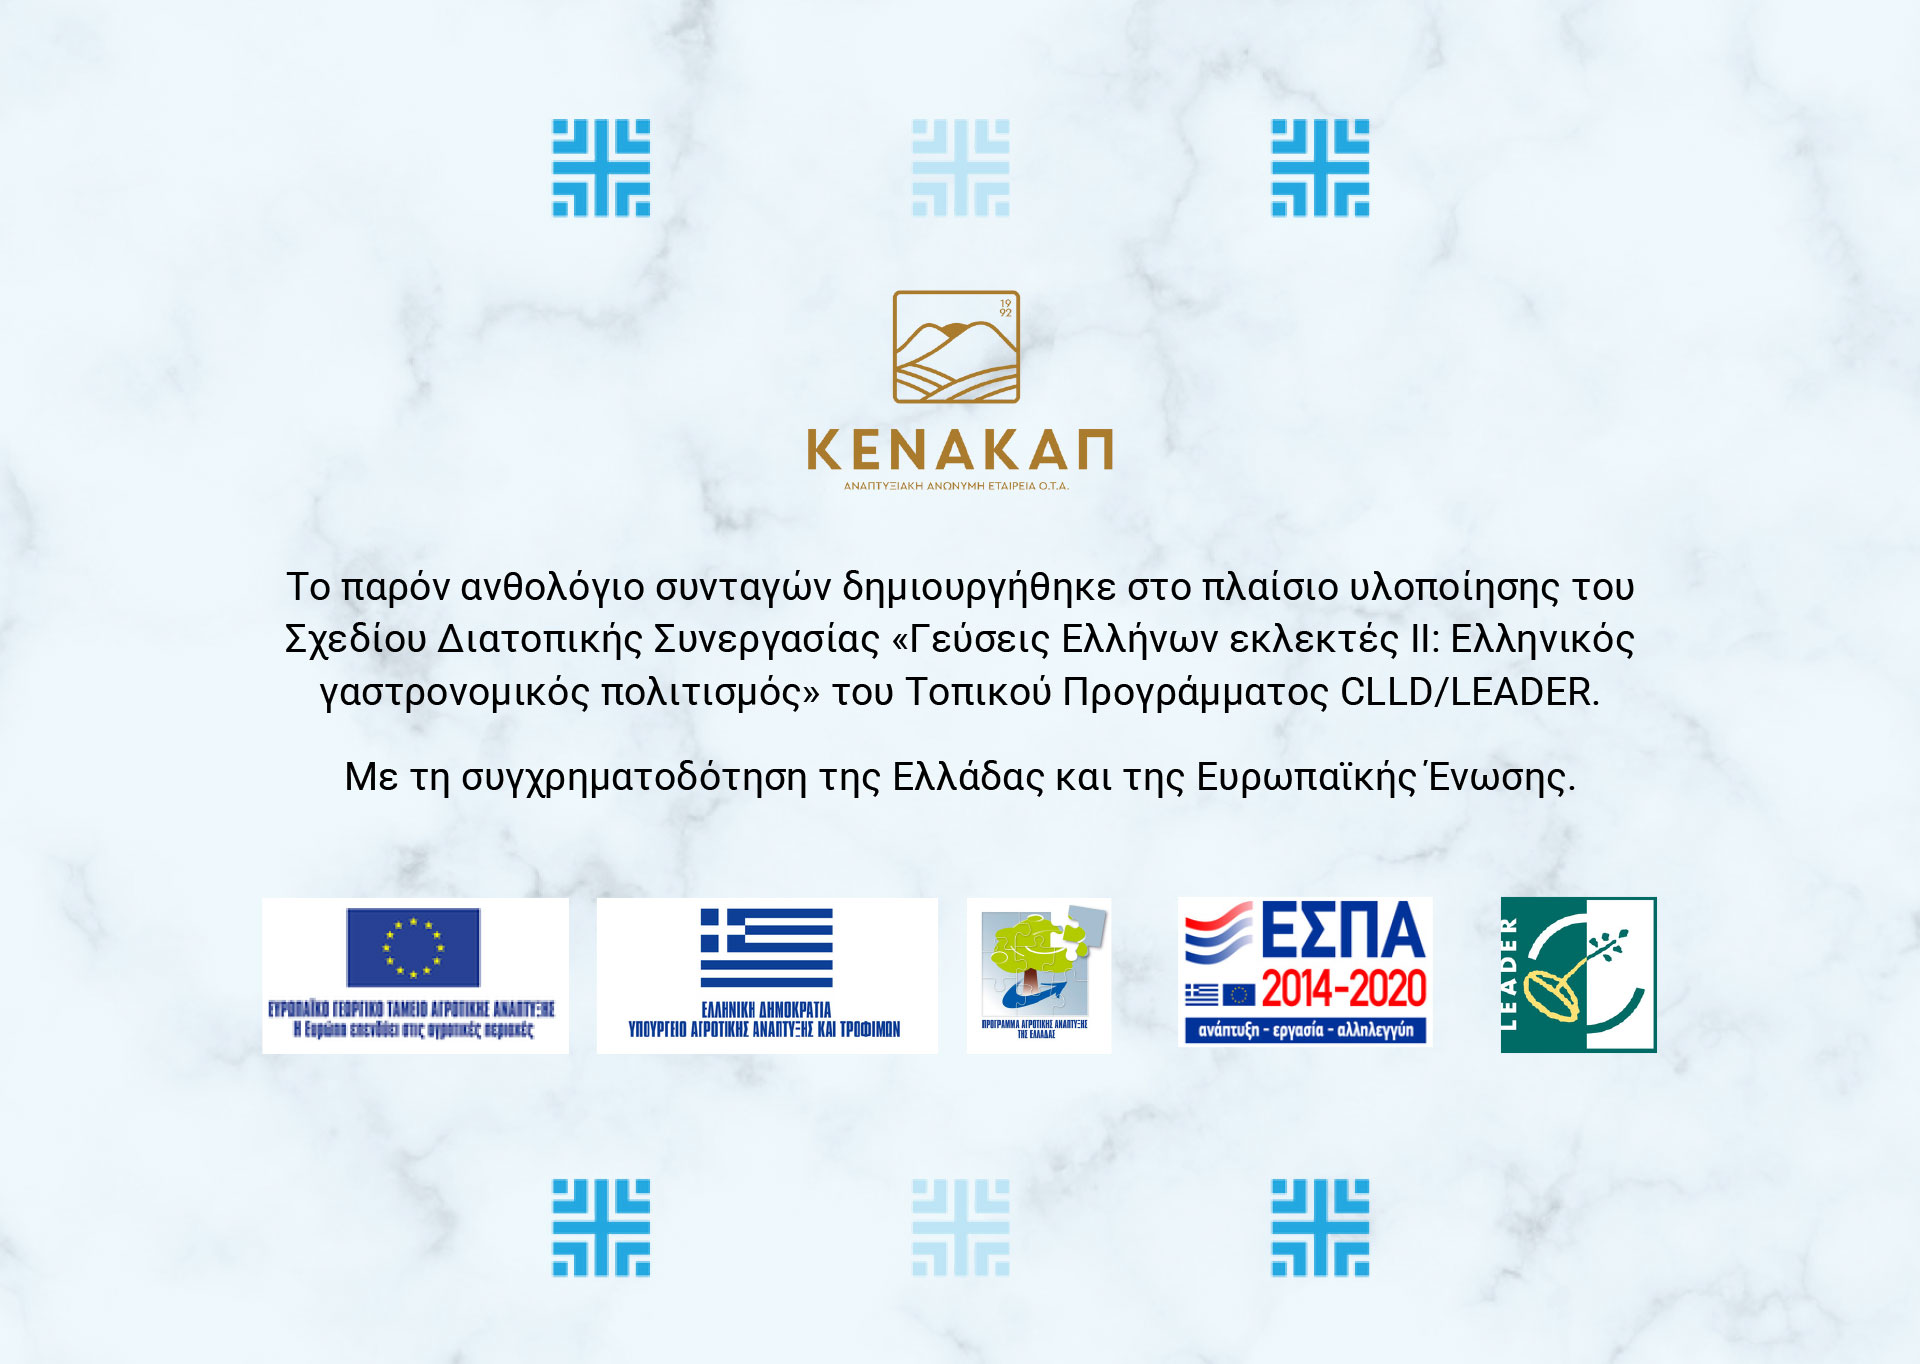 19
92
ΚΕΝΑΚΑΠ
ΑΝΑΠΤΥΞΙΑΚΗ ΑΝΩΝΥΜΗ ΕΤΑΙΡΕΙΑ Ο.Τ.Α.
Το παρόν ανθολόγιο συνταγών δημιουργήθηκε στο πλαίσιο υλοποίησης του
Σχεδίου Διατοπικής Συνεργασίας «Γεύσεις Ελλήνων εκλεκτές ΙΙ: Ελληνικός
γαστρονομικός πολιτισμός» του Τοπικού Προγράμματος CLLD/LEADER.
Με τη συγχρηματοδότηση της Ελλάδας και της Ευρωπαϊκής Ένωσης.
ΕΥΡΩΠΑΪΚΟ ΓΕΩΡΓΙΚΟ ΤΑΜΕΙΟ ΑΓΡΟΤΙΚΗΣ ΑΝΑΠΤΥΞΗΣ
Η Ευρώπη επενδύει στις αγροτικές περιοχές
ΕΛΛΗΝΙΚΗ ΔΗΜΟΚΡΑΤΙΑ
ΥΠΟΥΡΓΕΙΟ ΑΓΡΟΤΙΚΗΣ ΑΝΑΠΤΥΞΗΣ ΚΑΙ ΤΡΟΦΙΜΩΝ
ΠΡΟΓΡΑΜΜΑ ΑΓΡΟΤΙΚΗΣ ΑΝΑΠΤΥΞΗΣ
ΤΗΣ ΕΛΛΑΔΑΣ
ΕΣΠΑ
2014-2020
ανάπτυξη - εργασία - αλληλεγγύη
LEADER